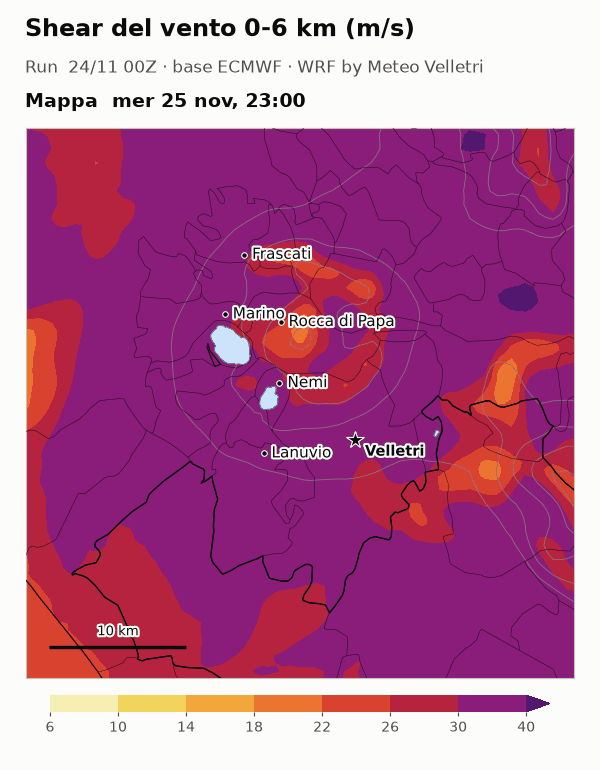 Shear del vento 0-6 km (m/s)
Run  24/11 00Z · base ECMWF · WRF by Meteo Velletri
Mappa  mer 25 nov, 23:00
Frascati
Marino
Rocca di Papa
Nemi
Velletri
Lanuvio
10 km
6 10 14 18 22 26 30 40